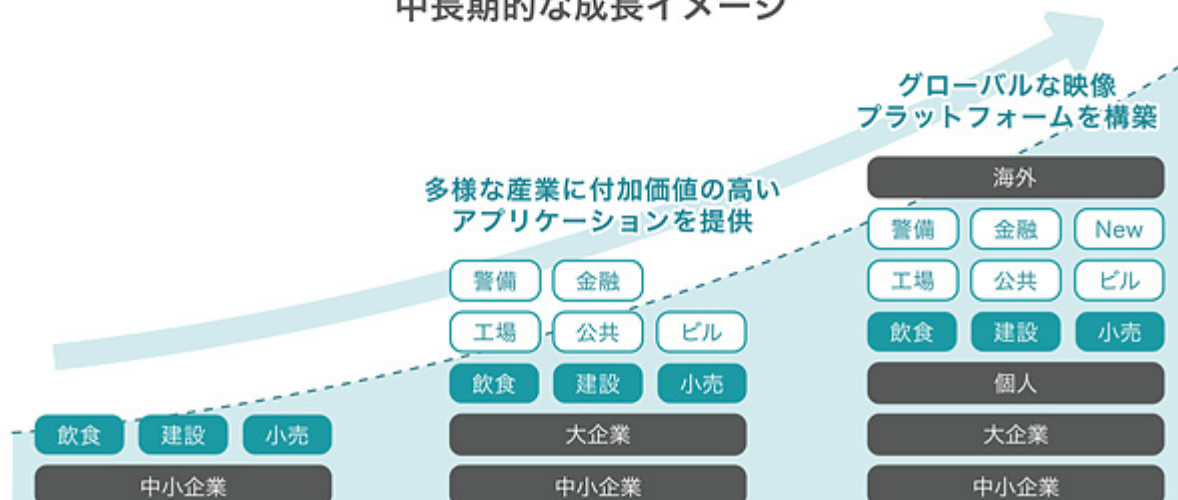 中長期的な成長イメージ
グローバルな映像
プラットフォームを構築
多様な産業に付加価値の高い
アプリケーションを提供
飲食 建設 小売
中小企業
警備 金融
工場 公共 ビル
飲食 建設 小売
大企業
中小企業
海外
警備 金融 New
工場 公共 ビル
飲食 建設 小売
個人
大企業
中小企業